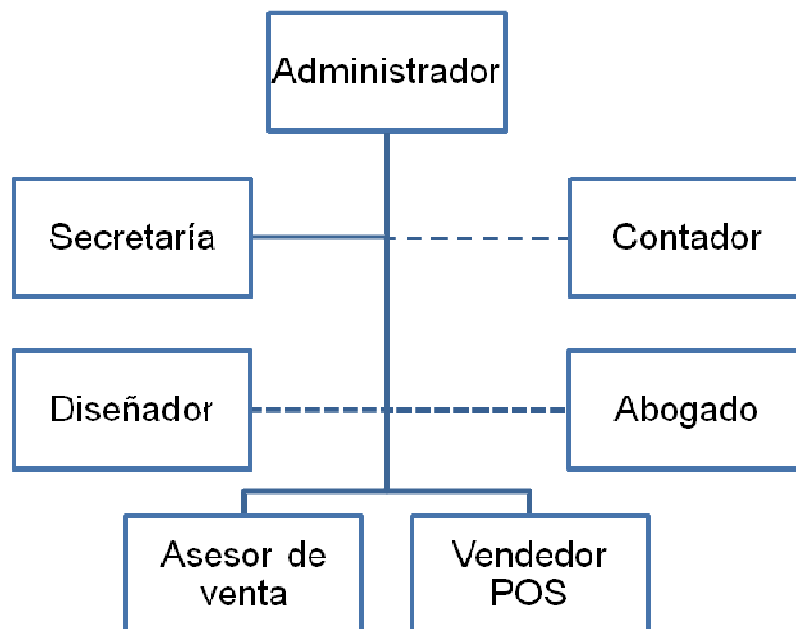 Administrador
Secretaría
Contador
Diseñador
Abogado
Asesor de
venta
Vendedor
POS